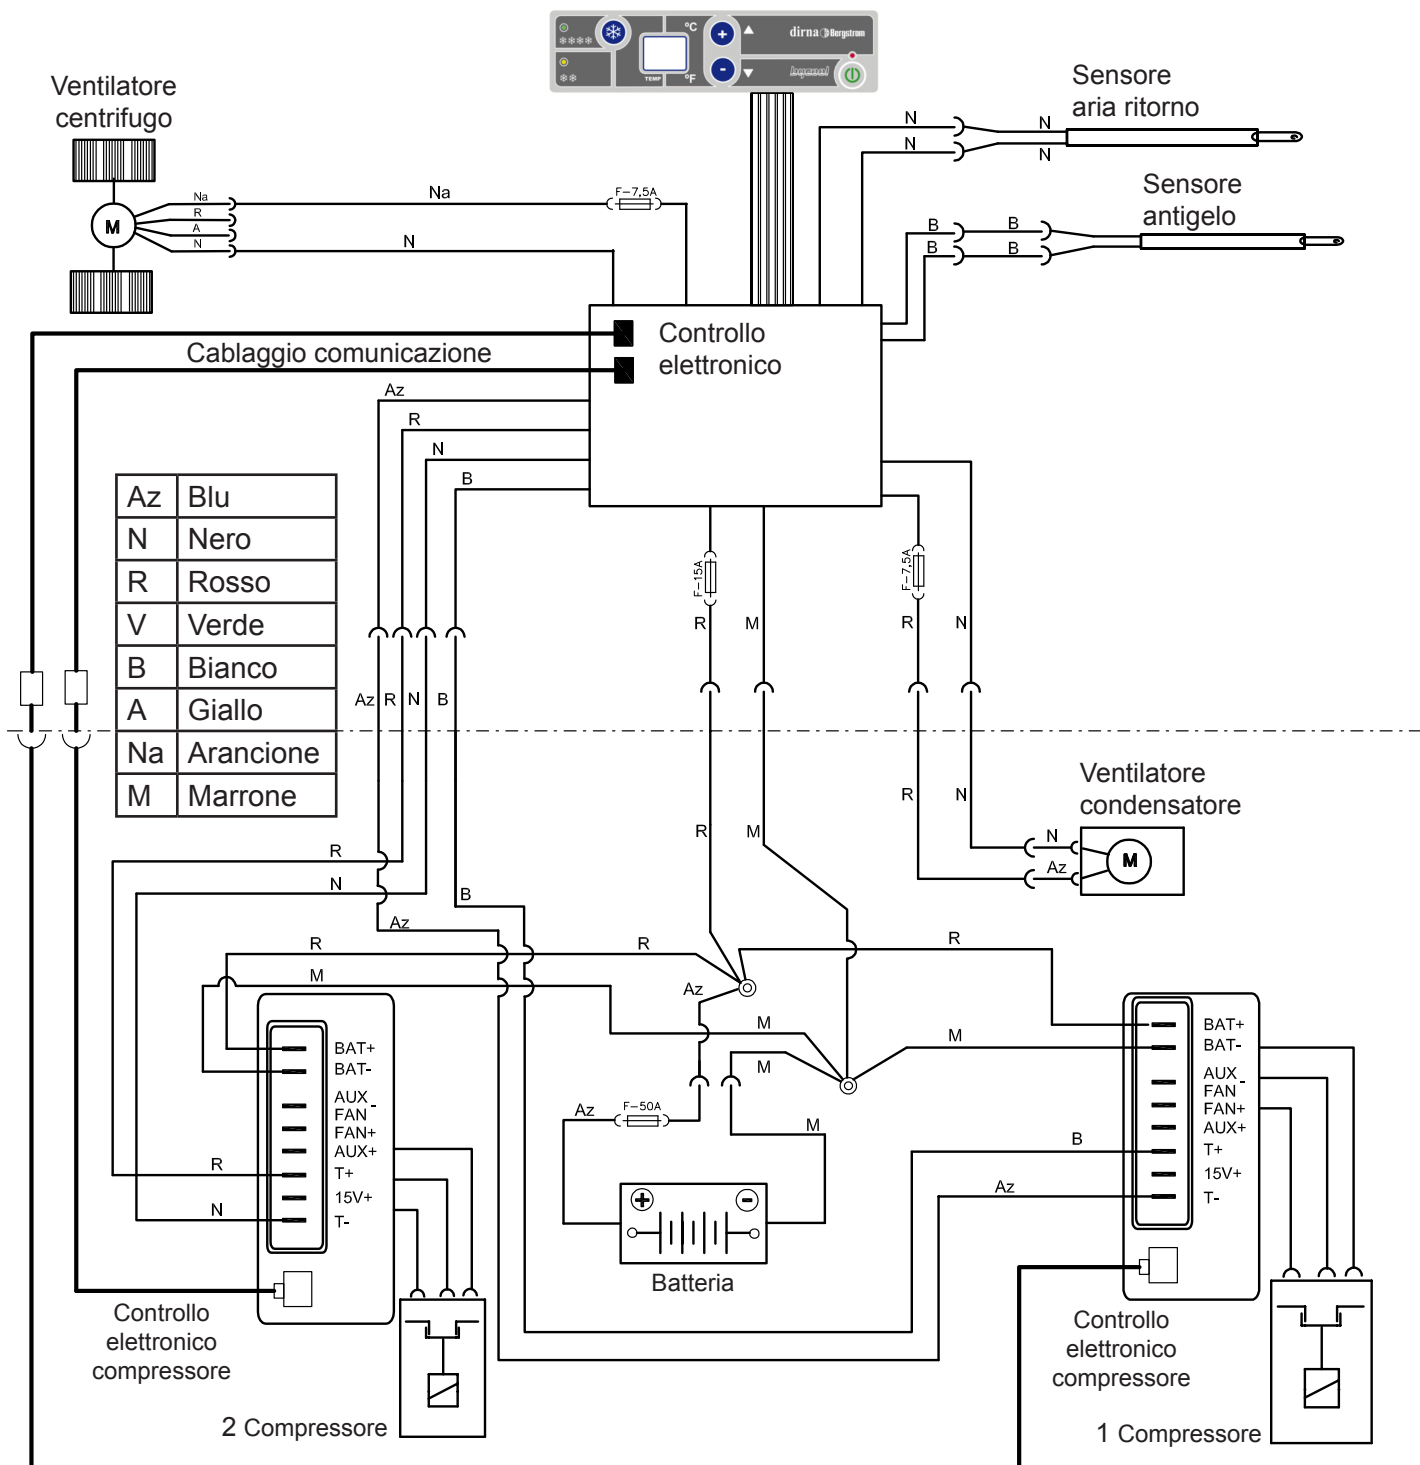 °C
dirna Bergstrom
TEMP
°F
bycool
+
-
Ventilatore
centrifugo
M
Na
R
A
N
Na
N
F-7,5A
N
N
N
N
Sensore
aria ritorno
B
B
B
B
Sensore
antigelo
Controllo
elettronico
Cablaggio comunicazione
Az
R
N
B
Az Blu
N Nero
R Rosso
V Verde
B Bianco
A Giallo
Na Arancione
M Marrone
F-15A
F-7,5A
R
M
R
N
Az
R
N
B
R
M
R
N
Ventilatore
condensatore
N
Az
M
R
N
B
Az
R
R
R
M
Az
M
M
M
BAT+
BAT-
AUX -
FAN
FAN+
AUX+
T+
15V+
T-
R
N
Az
F-50A
M
+
-
Batteria
B
Az
BAT+
BAT-
AUX -
FAN
FAN+
AUX+
T+
15V+
T-
Controllo
elettronico
compressore
2 Compressore
Controllo
elettronico
compressore
1 Compressore